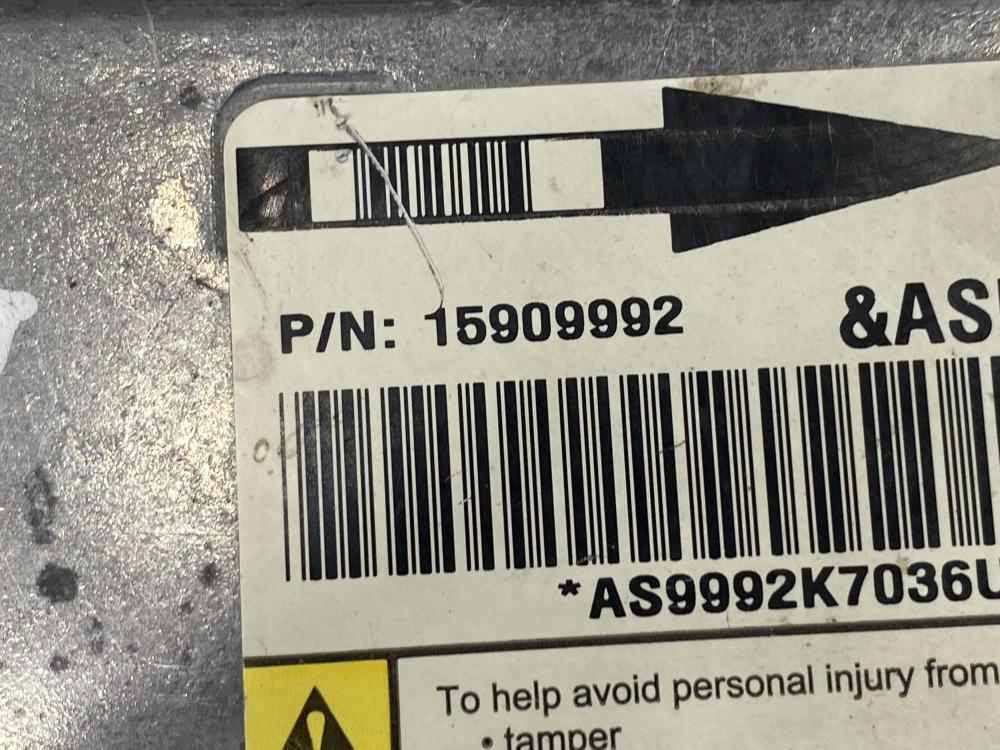 P/N: 15909992
&AS
*AS9992K7036U
To help avoid personal injury from
• tamper